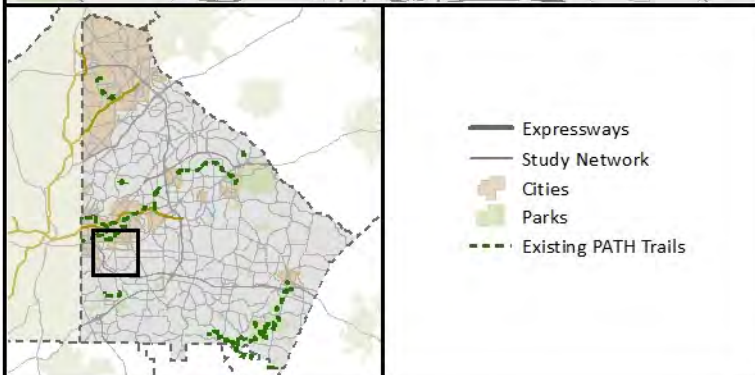 Expressways
Study Network
Cities
Parks
Existing PATH Trails